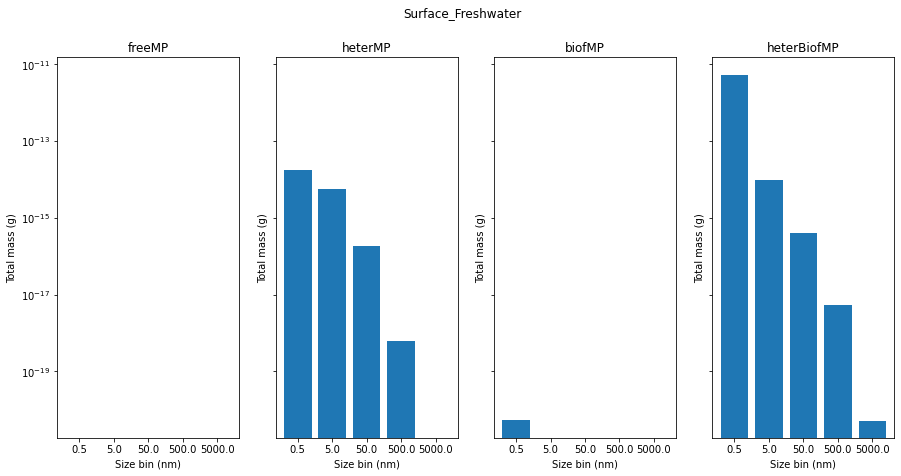 Surface_Freshwater
freeMP
heterMP
biofMP
heterBiofMP
10⁻¹¹
10⁻¹³
10⁻¹⁵
10⁻¹⁷
10⁻¹⁹
Total mass (g)
Total mass (g)
Total mass (g)
Total mass (g)
0.5 5.0 50.0 500.0 5000.0
0.5 5.0 50.0 500.0 5000.0
0.5 5.0 50.0 500.0 5000.0
0.5 5.0 50.0 500.0 5000.0
Size bin (nm)
Size bin (nm)
Size bin (nm)
Size bin (nm)